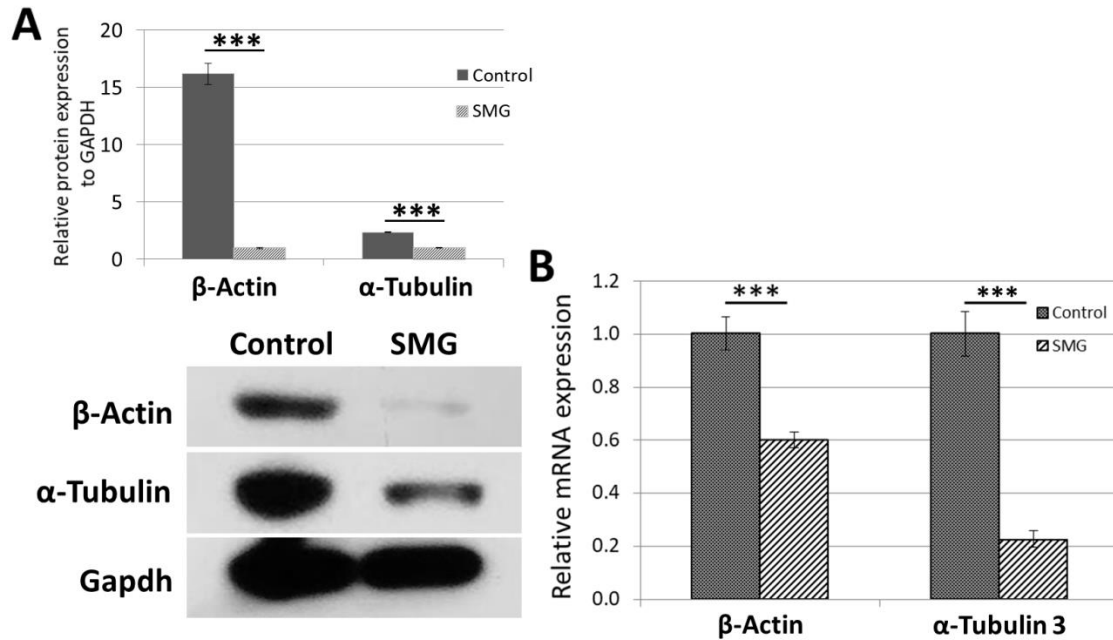 A
Relative protein expression
to GAPDH
20
15
10
5
0
***
***
Control
SMG
β-Actin
α-Tubulin
Control SMG
β-Actin
α-Tubulin
Gapdh
B
Relative mRNA expression
1.2
1.0
0.8
0.6
0.4
0.2
0.0
***
***
Control
SMG
β-Actin
α-Tubulin 3